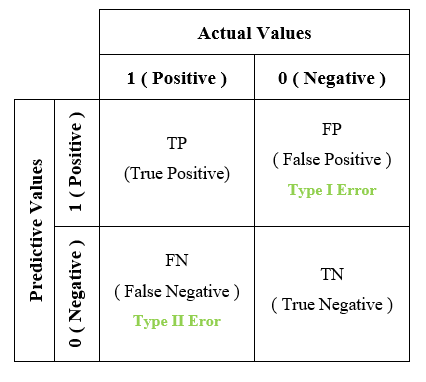 Actual Values
1 ( Positive )
0 ( Negative )
Predictive Values
1 ( Positive )
TP
(True Positive)
FP
( False Positive )
Type I Error
0 ( Negative )
FN
( False Negative )
Type II Eror
TN
( True Negative )